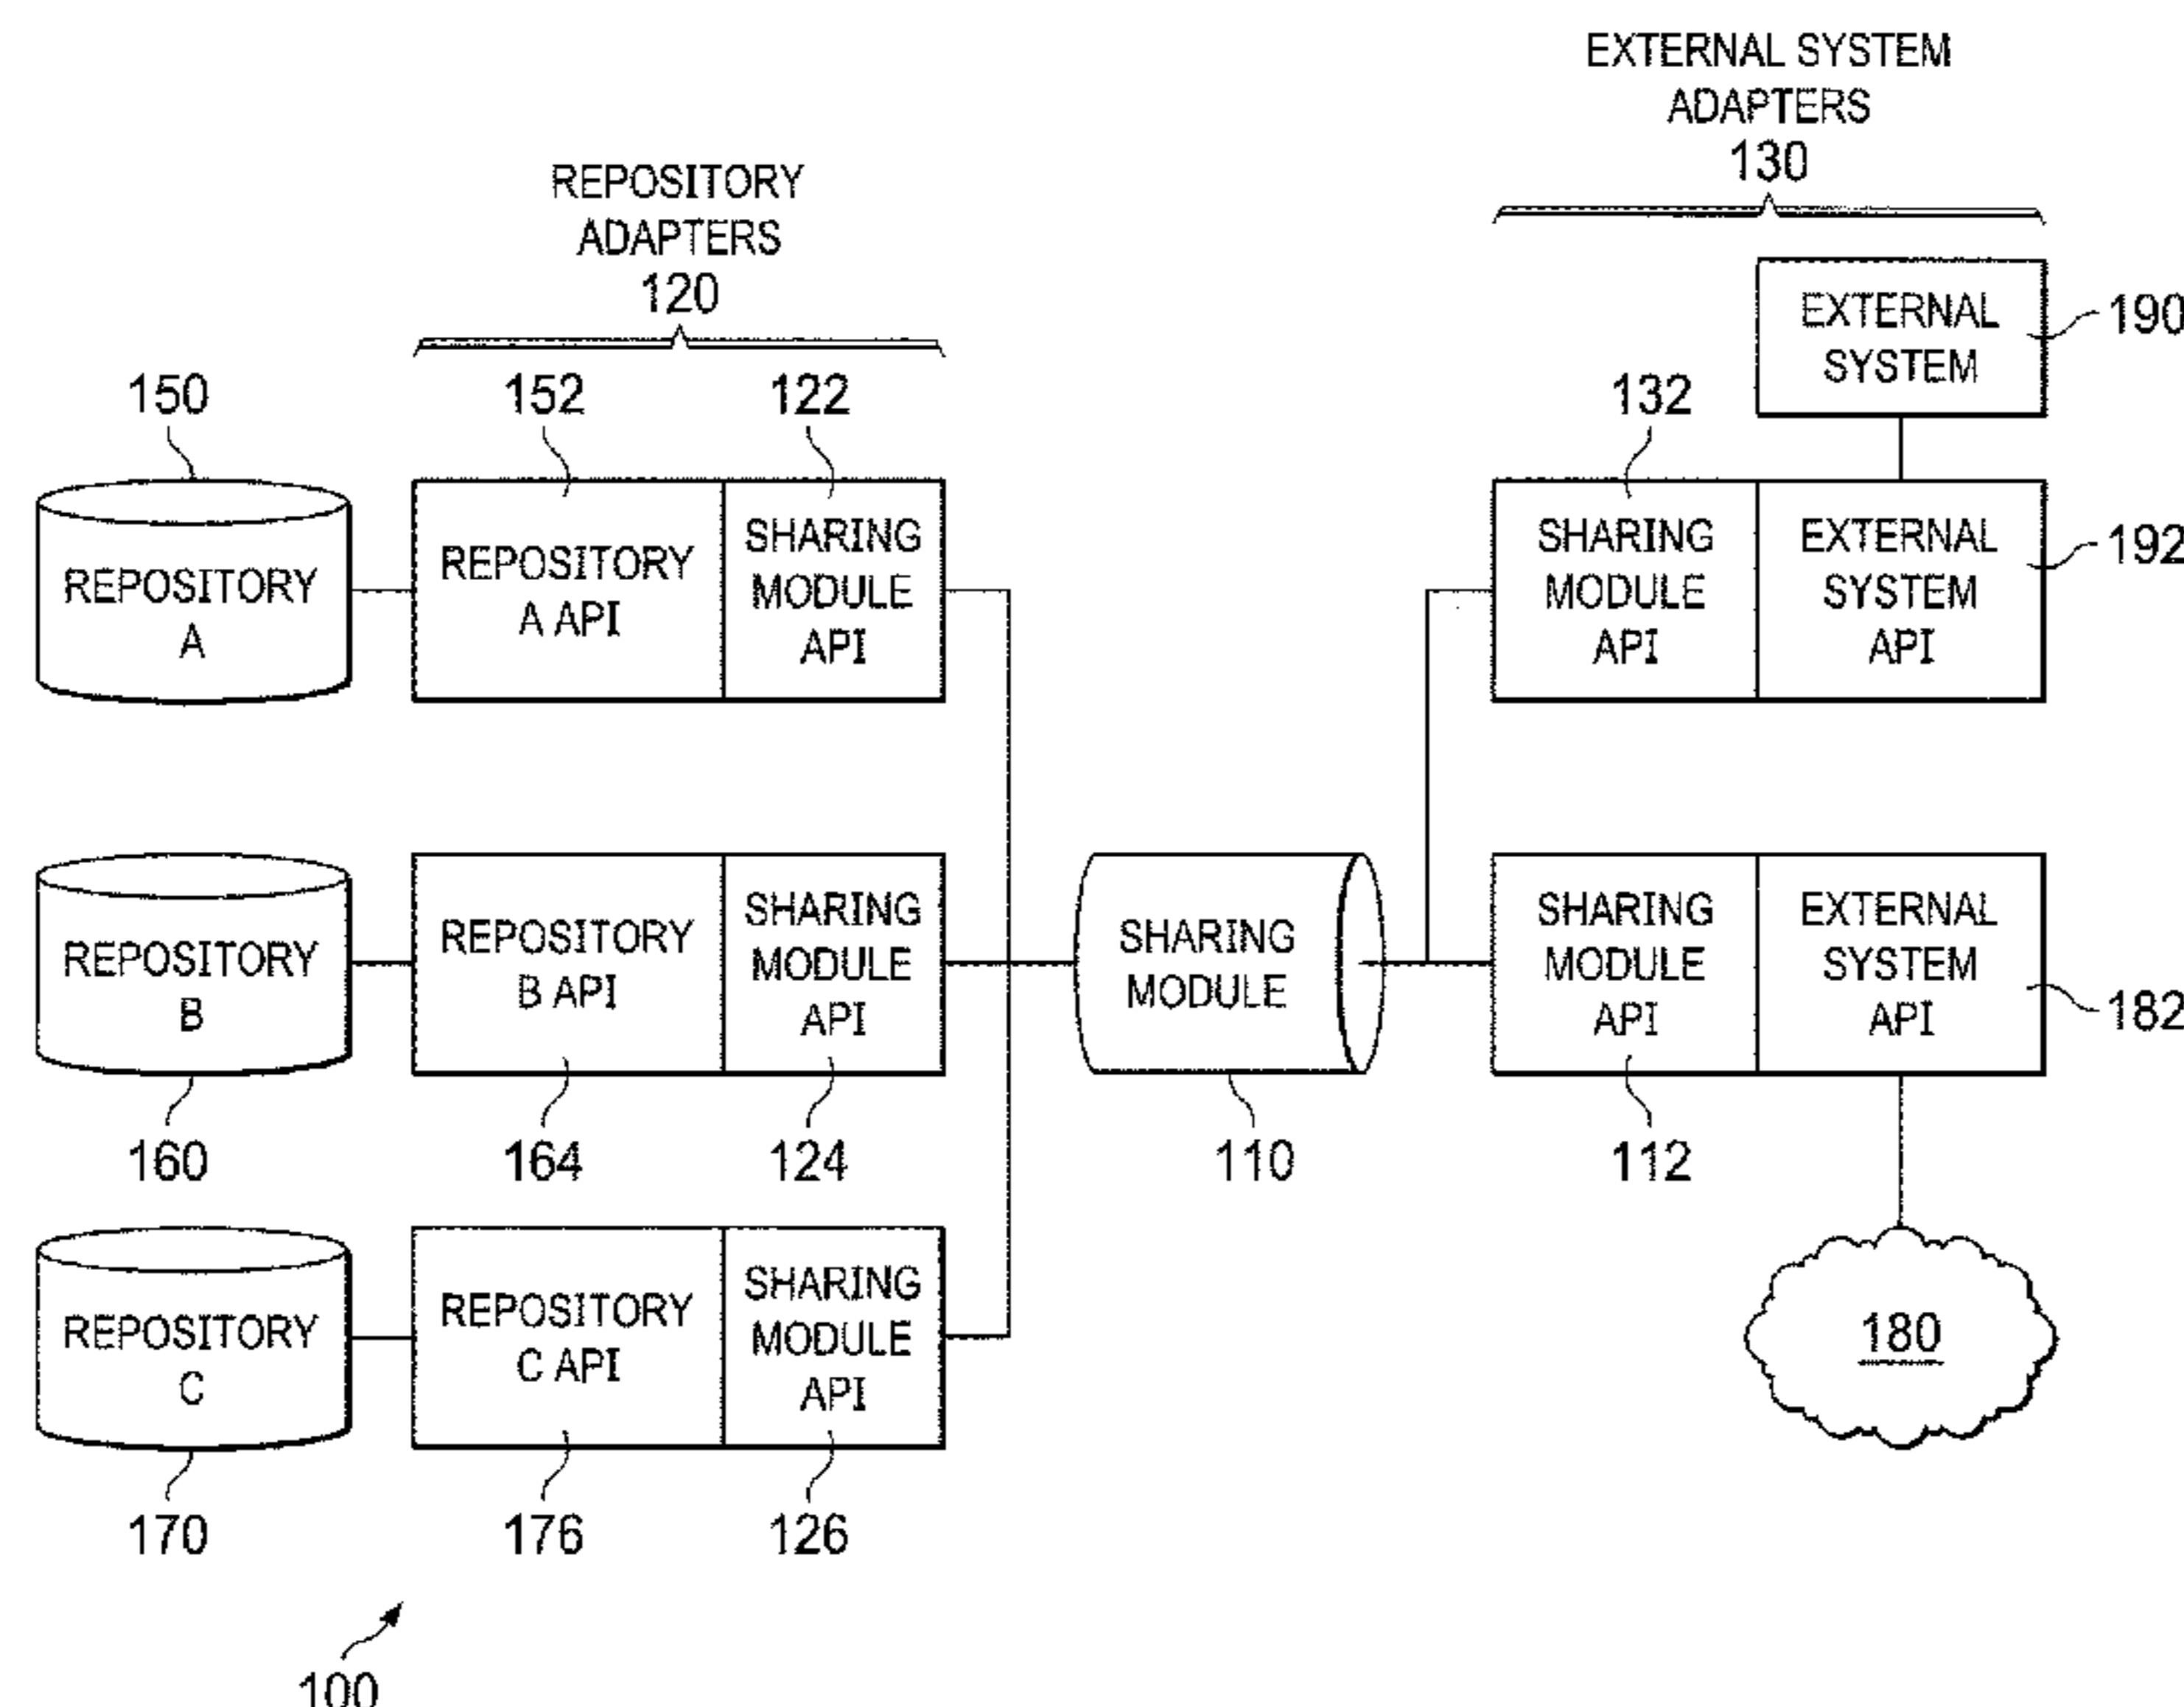 EXTERNAL SYSTEM
ADAPTERS
130
REPOSITORY
ADAPTERS
120
EXTERNAL
SYSTEM
190
150
152
122
132
REPOSITORY
A
REPOSITORY
A API
SHARING
MODULE
API
SHARING
MODULE
API
EXTERNAL
SYSTEM
API
192
REPOSITORY
B
REPOSITORY
B API
SHARING
MODULE
API
SHARING
MODULE
SHARING
MODULE
API
EXTERNAL
SYSTEM
API
182
160
164
124
110
112
REPOSITORY
C
REPOSITORY
C API
SHARING
MODULE
API
180
170
176
126
100